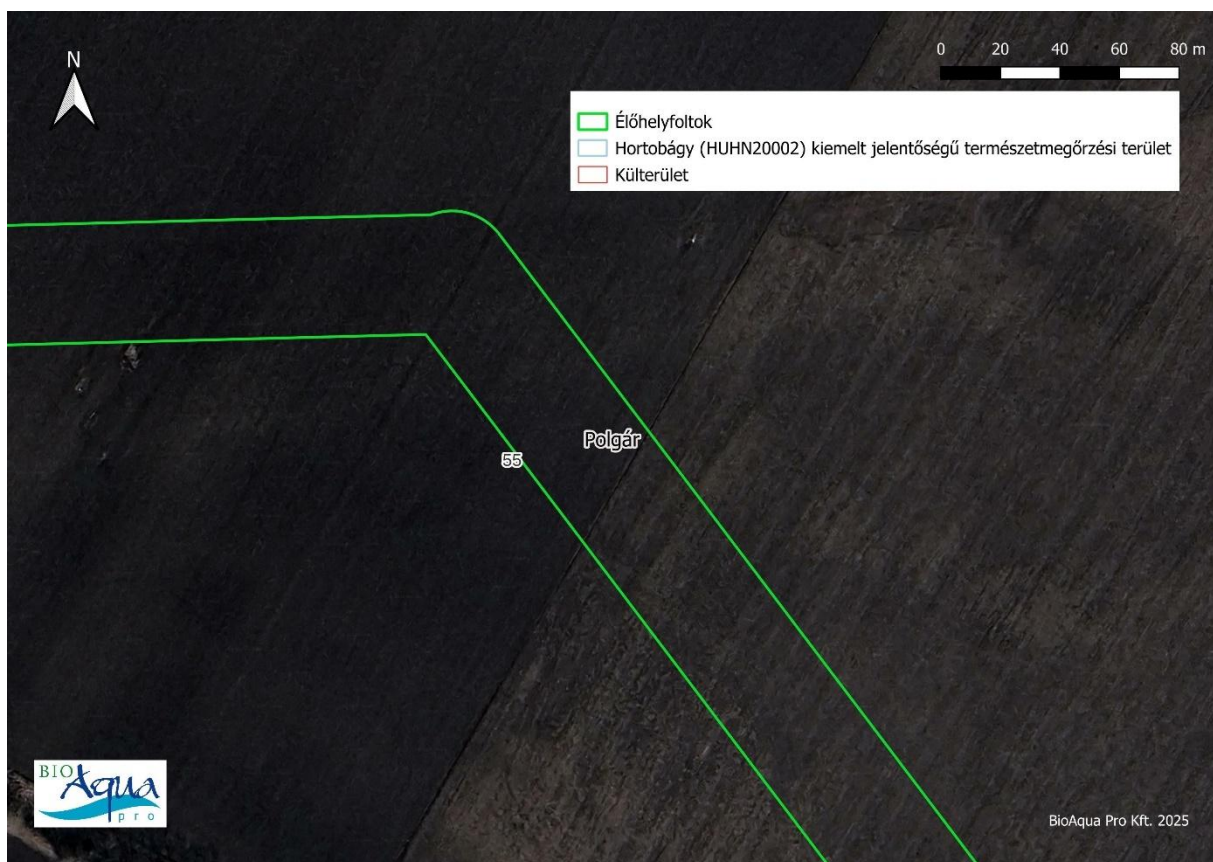 N
0 20 40 60 80 m
Élőhelyfoltok
Hortobágy (HUHN20002) kiemelt jelentőségű természetmegőrzési terület
Külterület
Polgár
55
BIO
Aqua
pro
BioAqua Pro Kft. 2025